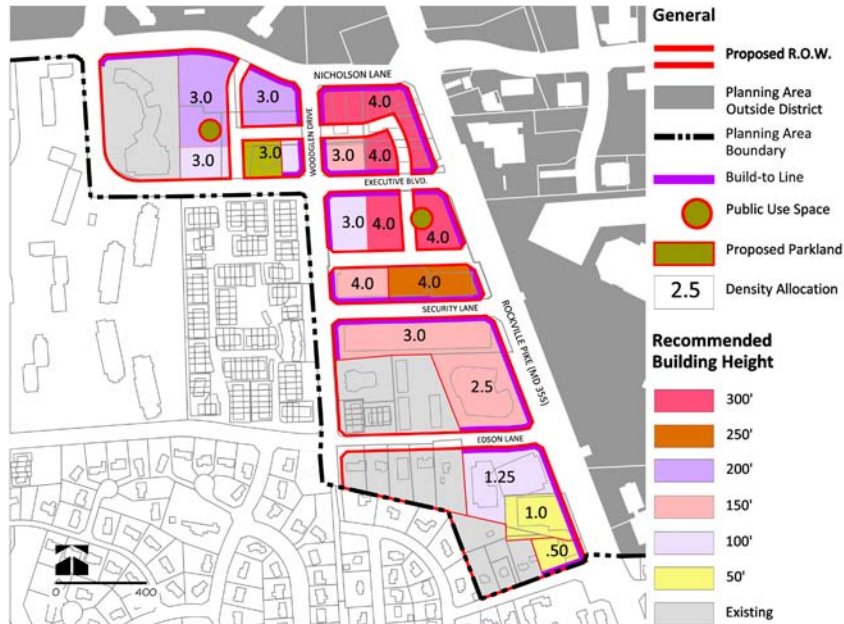 NICHOLSON LANE
3.0
3.0
4.0
WOODGLEN DRIVE
3.0
3.0
3.0
4.0
EXECUTIVE BLVD.
3.0
4.0
4.0
4.0
4.0
SECURITY LANE
3.0
ROCKVILLE PIKE (MD 355)
2.5
EDSON LANE
1.25
1.0
.50
0
400
General
Proposed R.O.W.
Planning Area
Outside District
Planning Area
Boundary
Build-to Line
Public Use Space
Proposed Parkland
2.5
Density Allocation
Recommended
Building Height
300'
250'
200'
150'
100'
50'
Existing